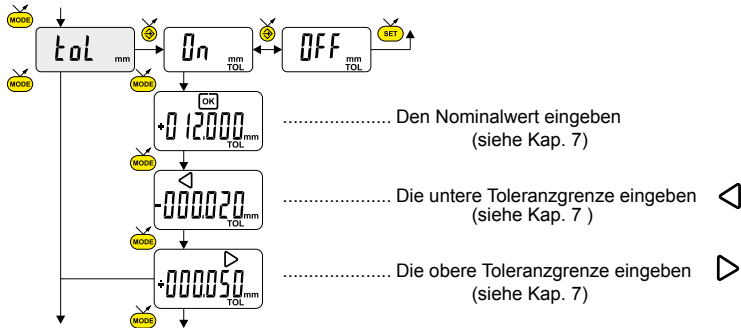 MODE
toL mm
On mm TOL
OFF mm TOL
SET
MODE
MODE
OK
+012.000 mm
TOL
Den Nominalwert eingeben
(siehe Kap. 7)
MODE
-000.020 mm
TOL
Die untere Toleranzgrenze eingeben
(siehe Kap. 7 )
MODE
+000.050 mm
TOL
Die obere Toleranzgrenze eingeben
(siehe Kap. 7)
MODE